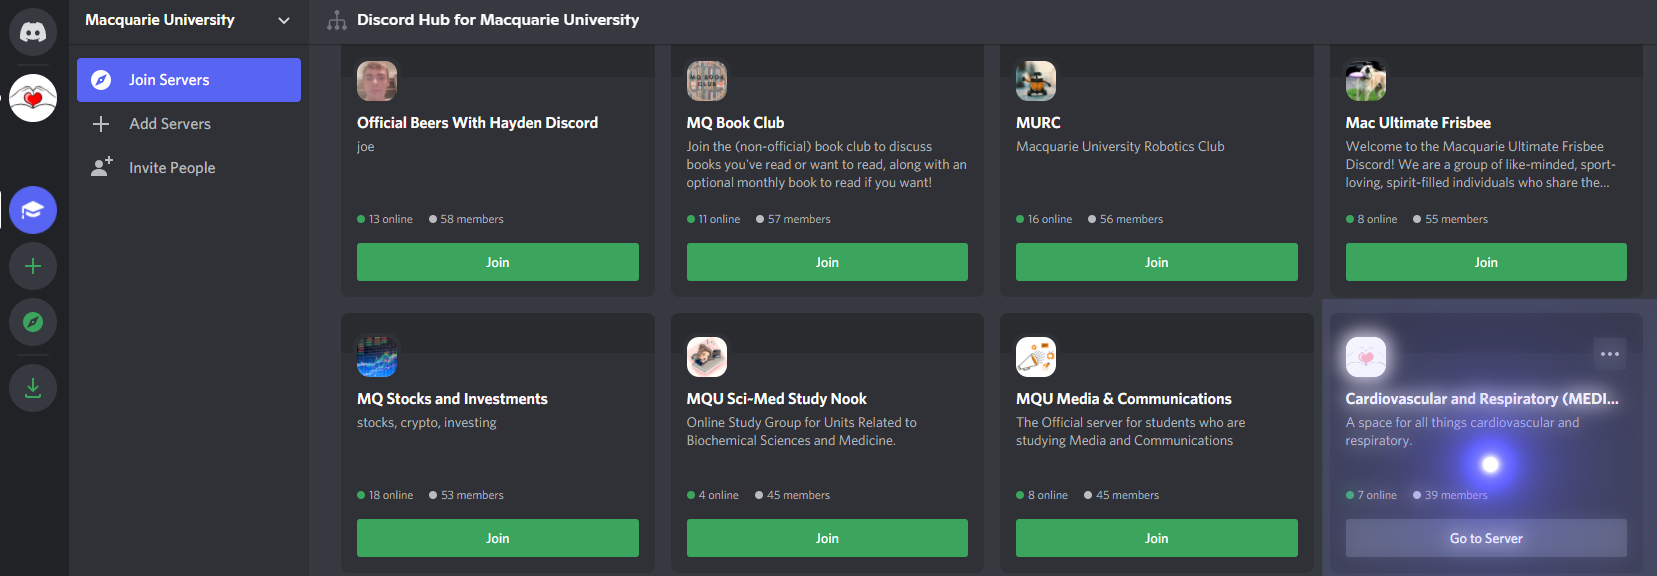 Macquarie University
Discord Hub for Macquarie University
Join Servers
Add Servers
Invite People
Official Beers With Hayden Discord
joe
13 online
58 members
Join
MQ BOOK
CLUB
MQ Book Club
Join the (non-official) book club to discuss
books you've read or want to read, along with an
optional monthly book to read if you want!
11 online
57 members
Join
MURC
Macquarie University Robotics Club
16 online
56 members
Join
Mac Ultimate Frisbee
Welcome to the Macquarie Ultimate Frisbee
Discord! We are a group of like-minded, sport-
loving, spirit-filled individuals who share the...
8 online
55 members
Join
MQ Stocks and Investments
stocks, crypto, investing
18 online
53 members
Join
MQU Sci-Med Study Nook
Online Study Group for Units Related to
Biochemical Sciences and Medicine.
4 online
45 members
Join
MQU Media & Communications
The Official server for students who are
studying Media and Communications
8 online
45 members
Join
Cardiovascular and Respiratory (MEDI...
A space for all things cardiovascular and
respiratory.
7 online
39 members
Go to Server